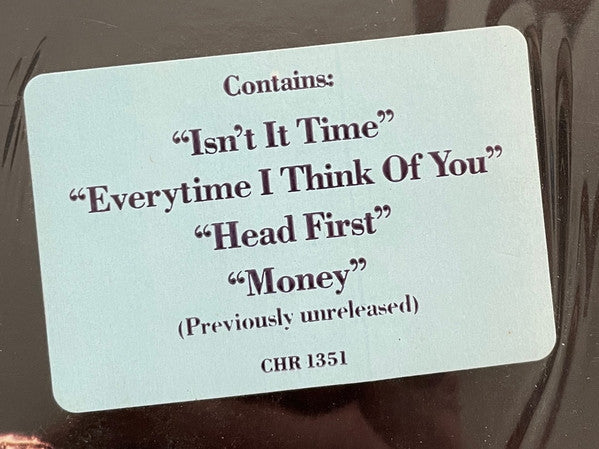 Contains:
“Isn’t It Time”
“Everytime I Think Of You”
“Head First”
“Money”
(Previously unreleased)
CHR 1351